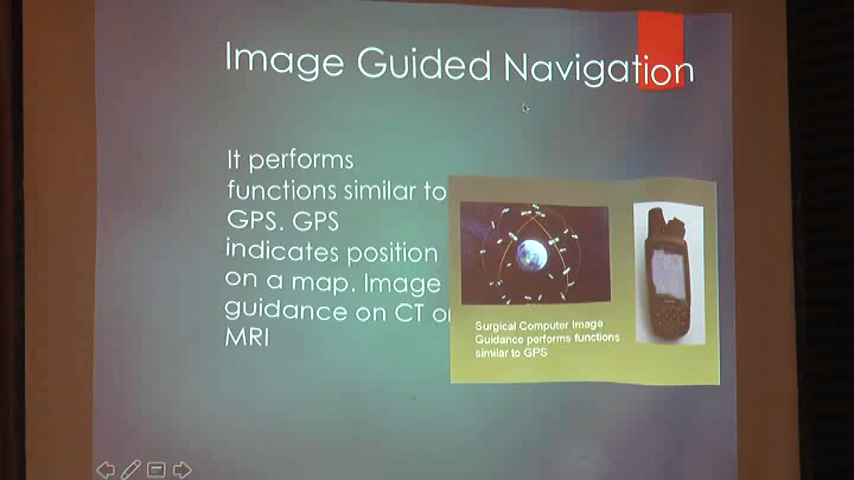 Image Guided Navigation
It performs
functions similar to
GPS. GPS
indicates position
on a map. Image
guidance on CT or
MRI
Surgical Computer Image
Guidance performs functions
similar to GPS